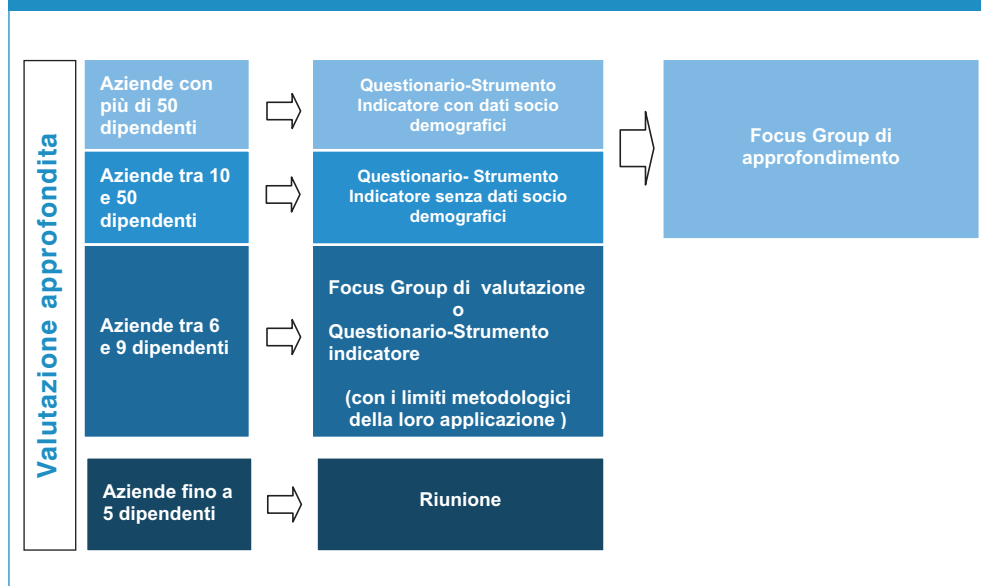 Valutazione approfondita
Aziende con
più di 50
dipendenti
Questionario-Strumento
Indicatore con dati socio
demografici
Focus Group di
approfondimento
Aziende tra 10
e 50
dipendenti
Questionario- Strumento
Indicatore senza dati socio
demografici
Aziende tra 6
e 9 dipendenti
Focus Group di valutazione
o
Questionario-Strumento
indicatore
(con i limiti metodologici
della loro applicazione )
Aziende fino a
5 dipendenti
Riunione